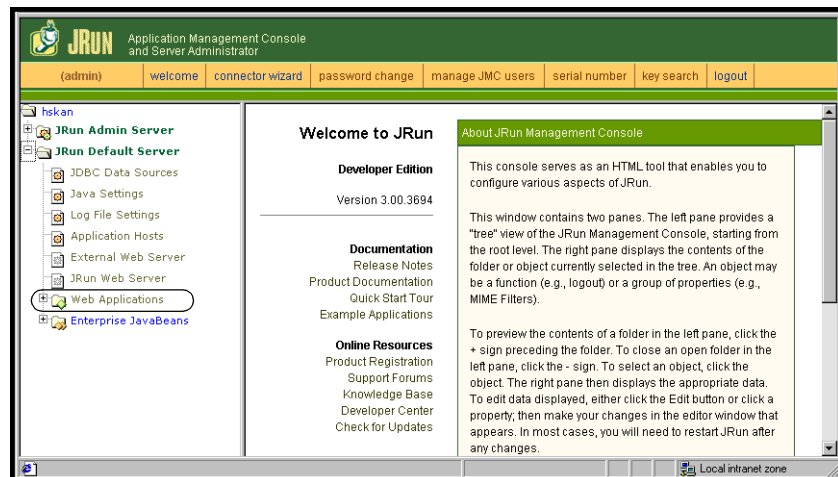 JRUN
Application Management Console
and Server Administrator
(admin)
welcome
connector wizard
password change
manage JMC users
serial number
key search
logout
hskan
JRun Admin Server
JRun Default Server
JDBC Data Sources
Java Settings
Log File Settings
Application Hosts
External Web Server
JRun Web Server
Web Applications
Enterprise JavaBeans
Welcome to JRun
Developer Edition
Version 3.00.3694
Documentation
Release Notes
Product Documentation
Quick Start Tour
Example Applications
Online Resources
Product Registration
Support Forums
Knowledge Base
Developer Center
Check for Updates
About JRun Management Console
This console serves as an HTML tool that enables you to
configure various aspects of JRun.
This window contains two panes. The left pane provides a
"tree" view of the JRun Management Console, starting from
the root level. The right pane displays the contents of the
folder or object currently selected in the tree. An object may
be a function (e.g., logout) or a group of properties (e.g.,
MIME Filters).
To preview the contents of a folder in the left pane, click the
+ sign preceding the folder. To close an open folder in the
left pane, click the - sign. To select an object, click the
object. The right pane then displays the appropriate data.
To edit data displayed, either click the Edit button or click a
property; then make your changes in the editor window that
appears. In most cases, you will need to restart JRun after
any changes.
Local intranet zone